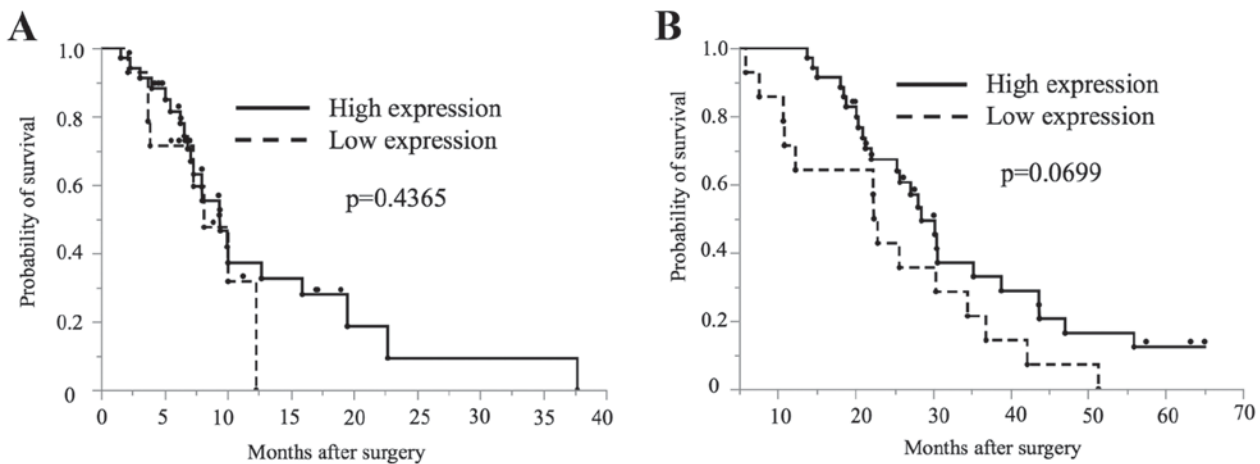 A
Probability of survival
1.0
0.8
0.6
0.4
0.2
0
High expression
Low expression
p=0.4365
0 5 10 15 20 25 30 35 40
Months after surgery
B
Probability of survival
1.0
0.8
0.6
0.4
0.2
0
High expression
Low expression
p=0.0699
10 20 30 40 50 60 70
Months after surgery